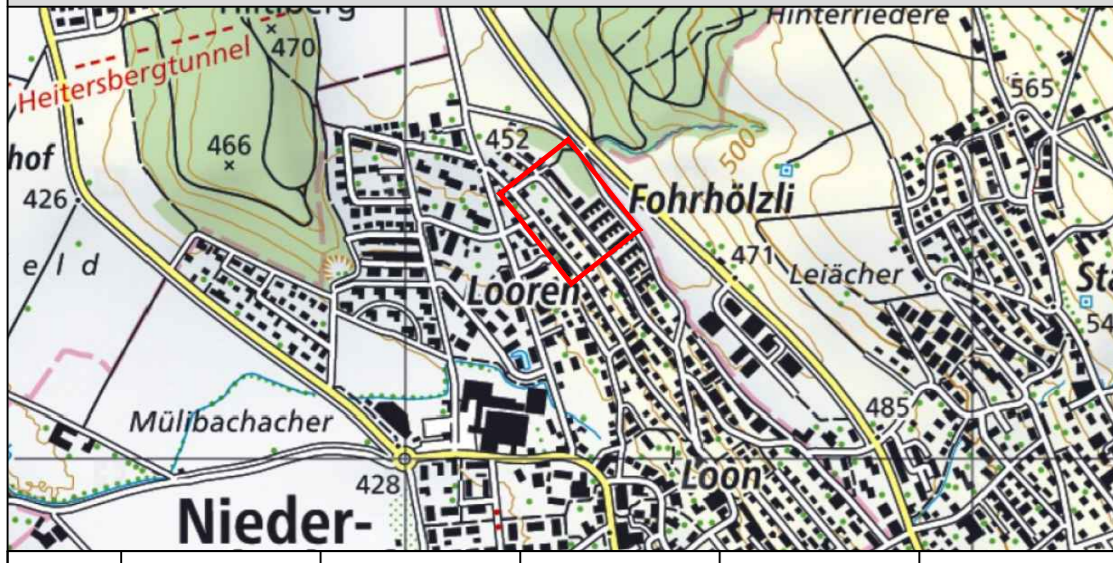 470
Hinterriedere
Heitersbergtunnel
565
466
452
hof
500
Fohrhölzli
426
471
Leiächer
eld
Looren
St
54
Mülibachacher
485
Loon
428
Nieder-